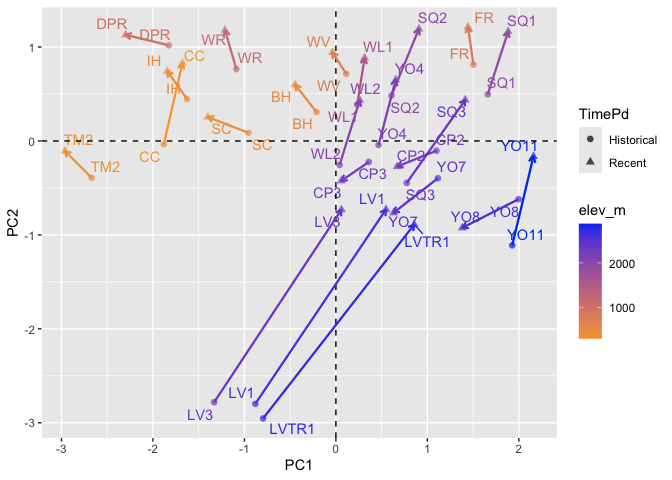 DPR
DPR
WR
WR
WV
WV
WL1
SQ2
SQ1
FR
FR
IH
IH
CC
BH
BH
WL2
WL1
YO4
SQ2
SQ3
SQ1
TM2
TM2
CC
SC
SC
WL2
YO4
CP2
CP2
YO11
CP3
CP3
YO7
YO7
SQ3
LV1
LV3
YO8
YO8
YO11
LVTR1
LV3
LV1
LVTR1
1
0
-1
-2
-3
-3
-2
-1
0
1
2
PC1
PC2
TimePd
Historical
Recent
elev_m
2000
1000